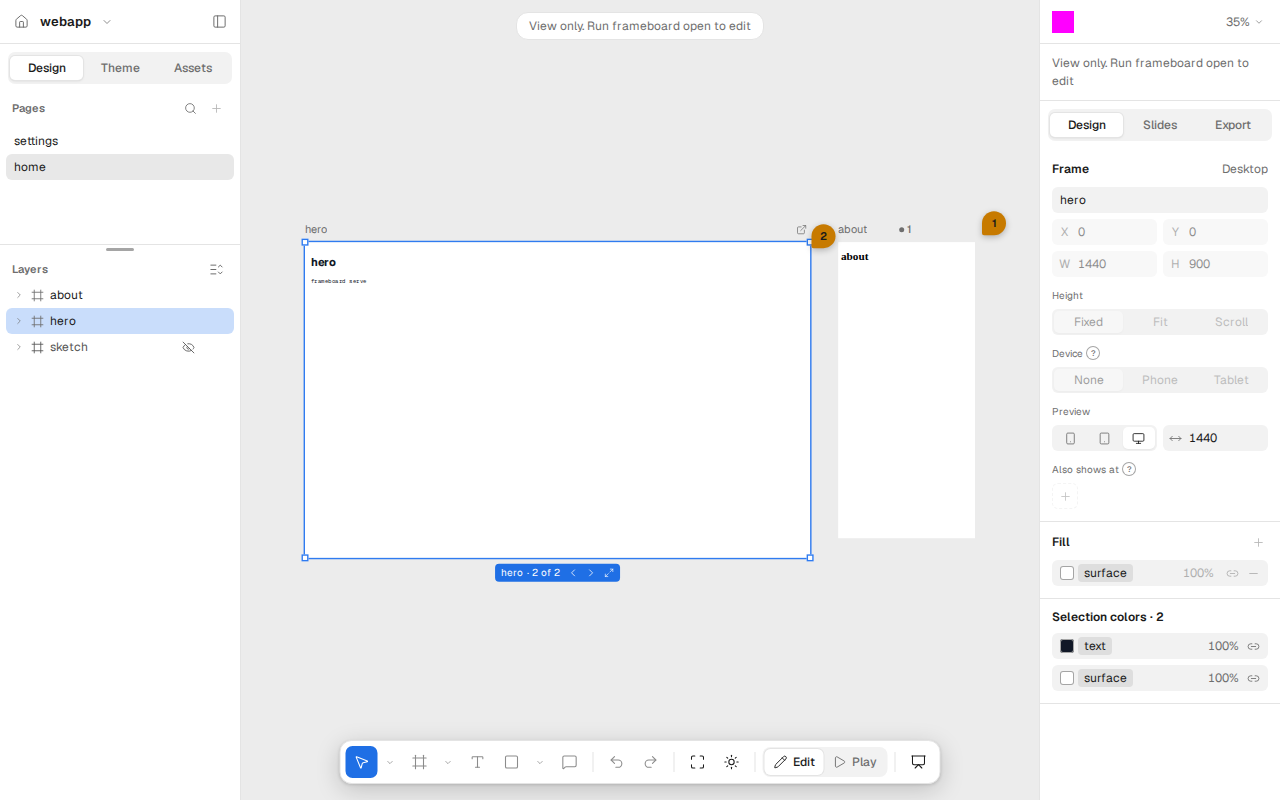 webapp
Design Theme Assets
Pages
settings
home
Layers
about
hero
sketch
View only. Run frameboard open to edit
hero
2
about
1
1
hero
frameboard serve
about
hero · 2 of 2
Edit Play
35%
View only. Run frameboard open to
edit
Design Slides Export
Frame Desktop
hero
X 0 Y 0
W 1440 H 900
Height
Fixed Fit Scroll
Device ?
None Phone Tablet
Preview
1440
Also shows at ?
Fill
surface 100%
Selection colors · 2
text 100%
surface 100%